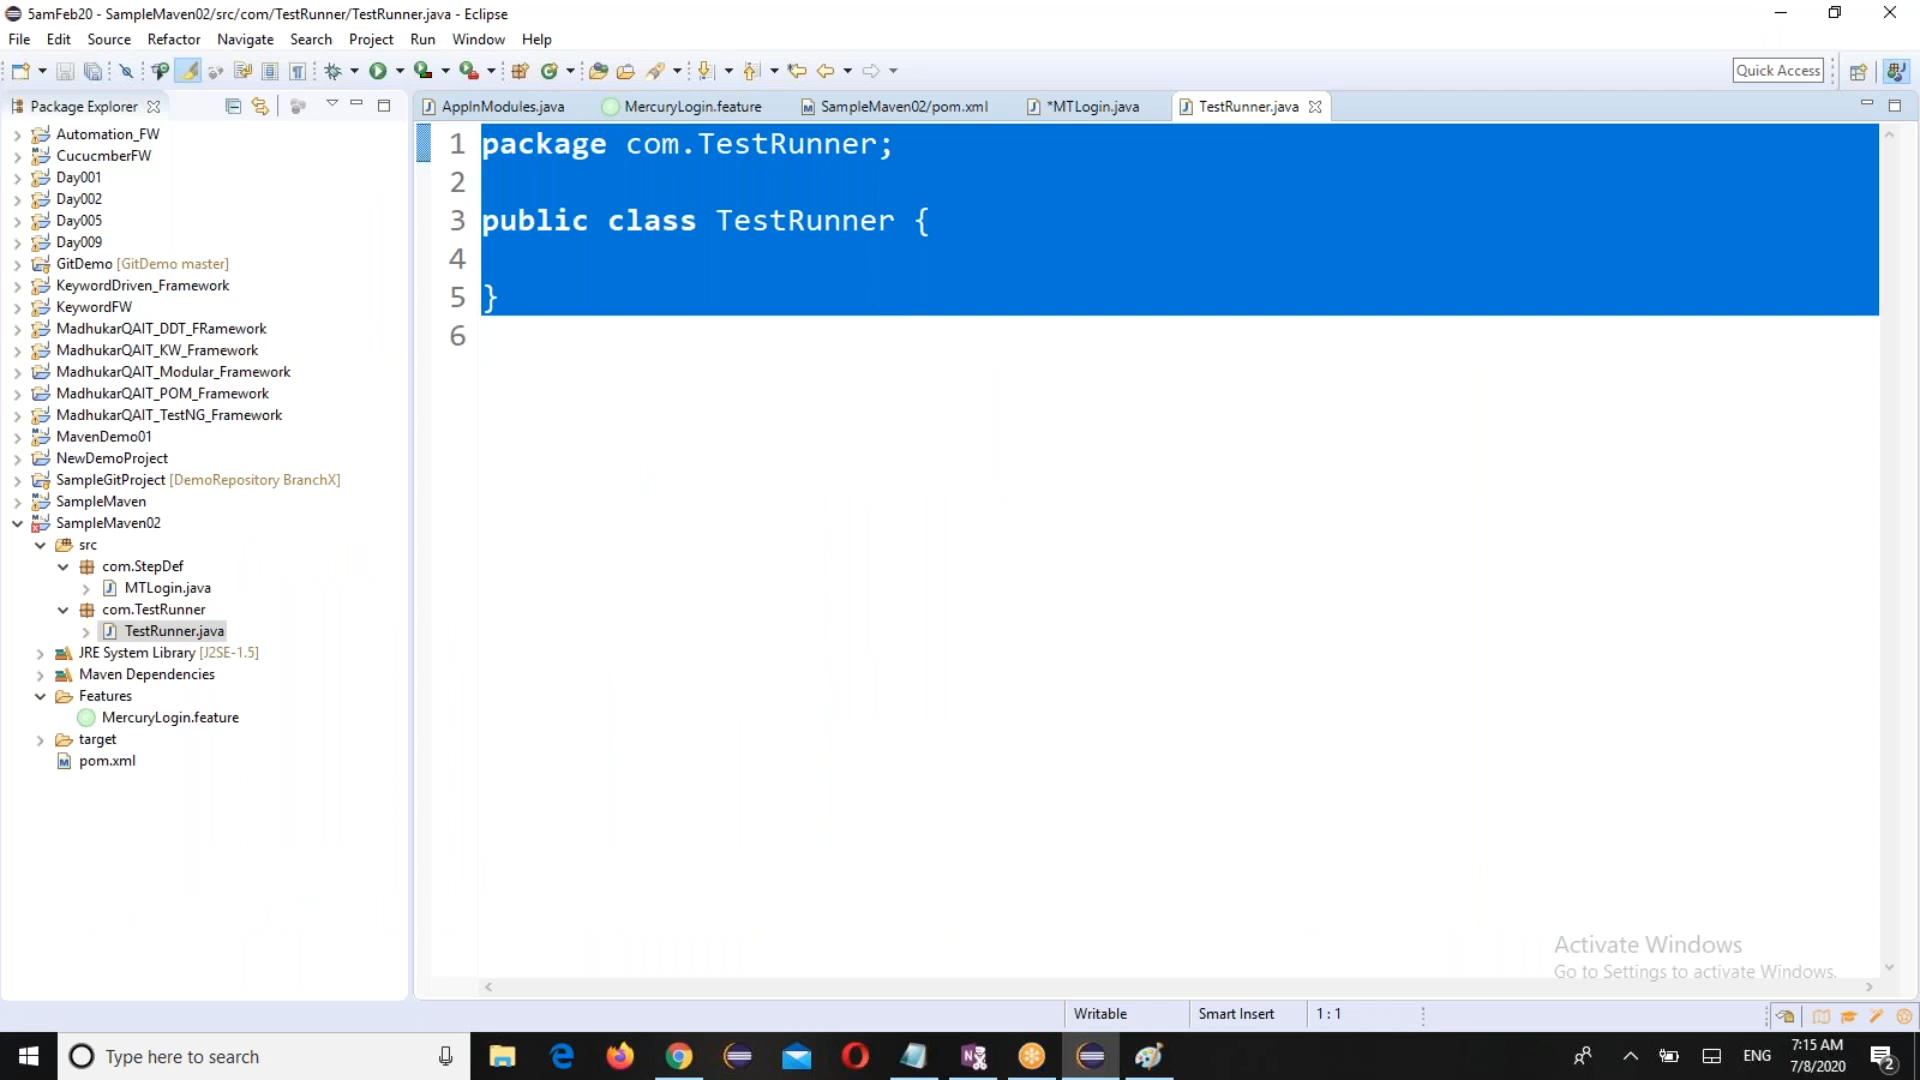 5amFeb20 - SampleMaven02/src/com/TestRunner/TestRunner.java - Eclipse
File Edit Source Refactor Navigate Search Project Run Window Help
Quick Access
Package Explorer
AppInModules.java MercuryLogin.feature SampleMaven02/pom.xml *MTLogin.java TestRunner.java
Automation_FW
CucucmberFW
Day001
Day002
Day005
Day009
GitDemo [GitDemo master]
KeywordDriven_Framework
KeywordFW
MadhukarQAIT_DDT_FRamework
MadhukarQAIT_KW_Framework
MadhukarQAIT_Modular_Framework
MadhukarQAIT_POM_Framework
MadhukarQAIT_TestNG_Framework
MavenDemo01
NewDemoProject
SampleGitProject [DemoRepository BranchX]
SampleMaven
SampleMaven02
src
com.StepDef
MTLogin.java
com.TestRunner
TestRunner.java
JRE System Library [J2SE-1.5]
Maven Dependencies
Features
MercuryLogin.feature
target
pom.xml
1 package com.TestRunner;
2
3 public class TestRunner {
4
5 }
6
Activate Windows
Go to Settings to activate Windows.
Writable Smart Insert 1 : 1
Type here to search
ENG
7:15 AM
7/8/2020
2